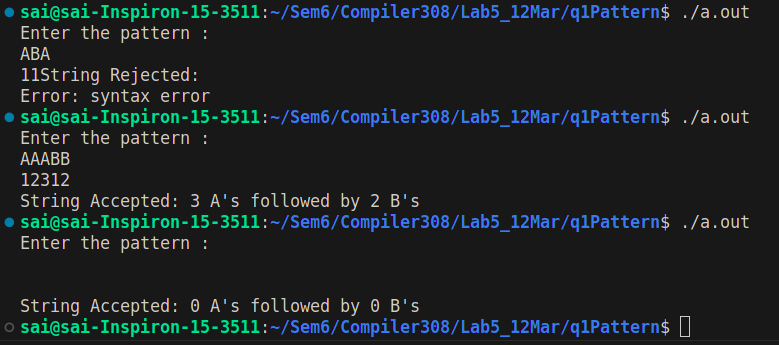 sai@sai-Inspiron-15-3511:~/Sem6/Compiler308/Lab5_12Mar/q1Pattern$ ./a.out
Enter the pattern :
ABA
11String Rejected:
Error: syntax error
sai@sai-Inspiron-15-3511:~/Sem6/Compiler308/Lab5_12Mar/q1Pattern$ ./a.out
Enter the pattern :
AAABB
12312
String Accepted: 3 A's followed by 2 B's
sai@sai-Inspiron-15-3511:~/Sem6/Compiler308/Lab5_12Mar/q1Pattern$ ./a.out
Enter the pattern :
String Accepted: 0 A's followed by 0 B's
sai@sai-Inspiron-15-3511:~/Sem6/Compiler308/Lab5_12Mar/q1Pattern$